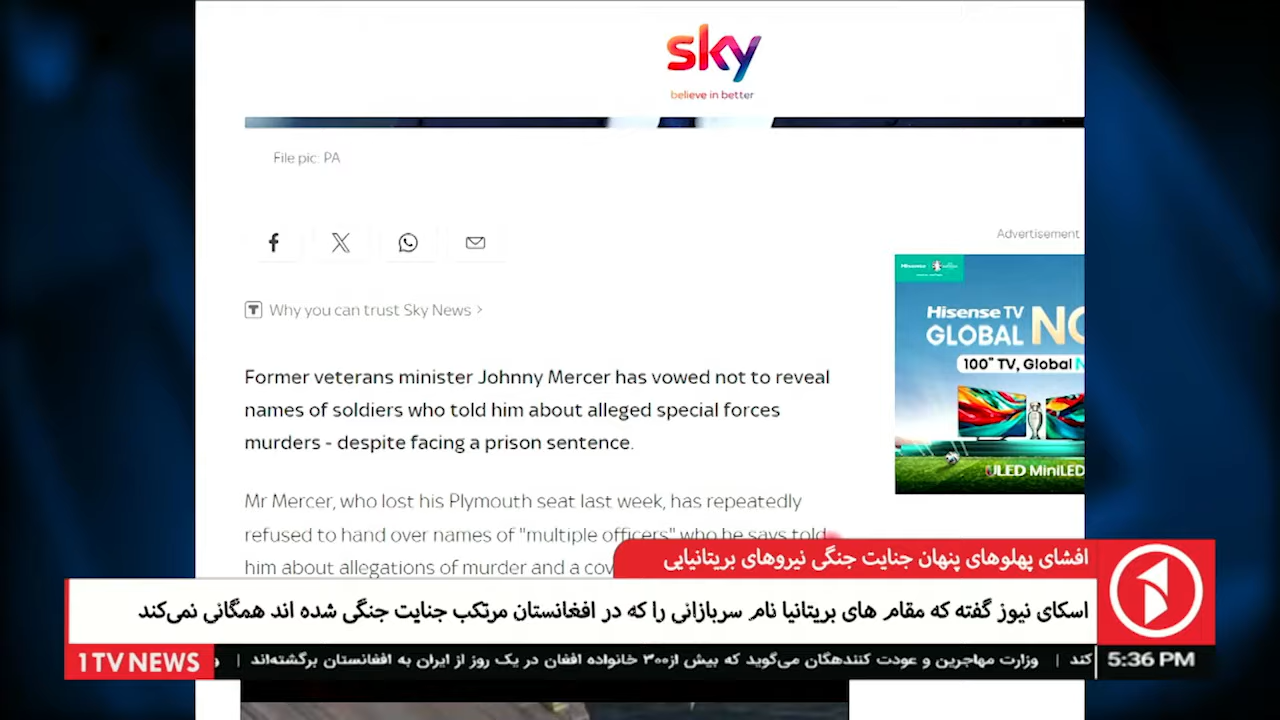 sky
believe in better
File pic: PA
Advertisement
Why you can trust Sky News >
Hisense
Hisense TV
GLOBAL NO
100" TV, Global N
ULED MiniLED
Former veterans minister Johnny Mercer has vowed not to reveal
names of soldiers who told him about alleged special forces
murders - despite facing a prison sentence.
Mr Mercer, who lost his Plymouth seat last week, has repeatedly
refused to hand over names of "multiple officers" who he says told
him about allegations of murder and a cov
افشای پهلوهای پنهان جنایت جنگی نیروهای بریتانیایی
اسکای نیوز گفته که مقام های بریتانیا نام سربازانی را که در افغانستان مرتکب جنایت جنگی شده اند همگانی نمی‌کند
1TV NEWS
کند | وزارت مهاجرین و عودت کنندهگان می‌گوید که بیش از۳۰۰ خانواده افغان در یک روز از ایران به افغانستان برگشته‌اند | و
5:36 PM